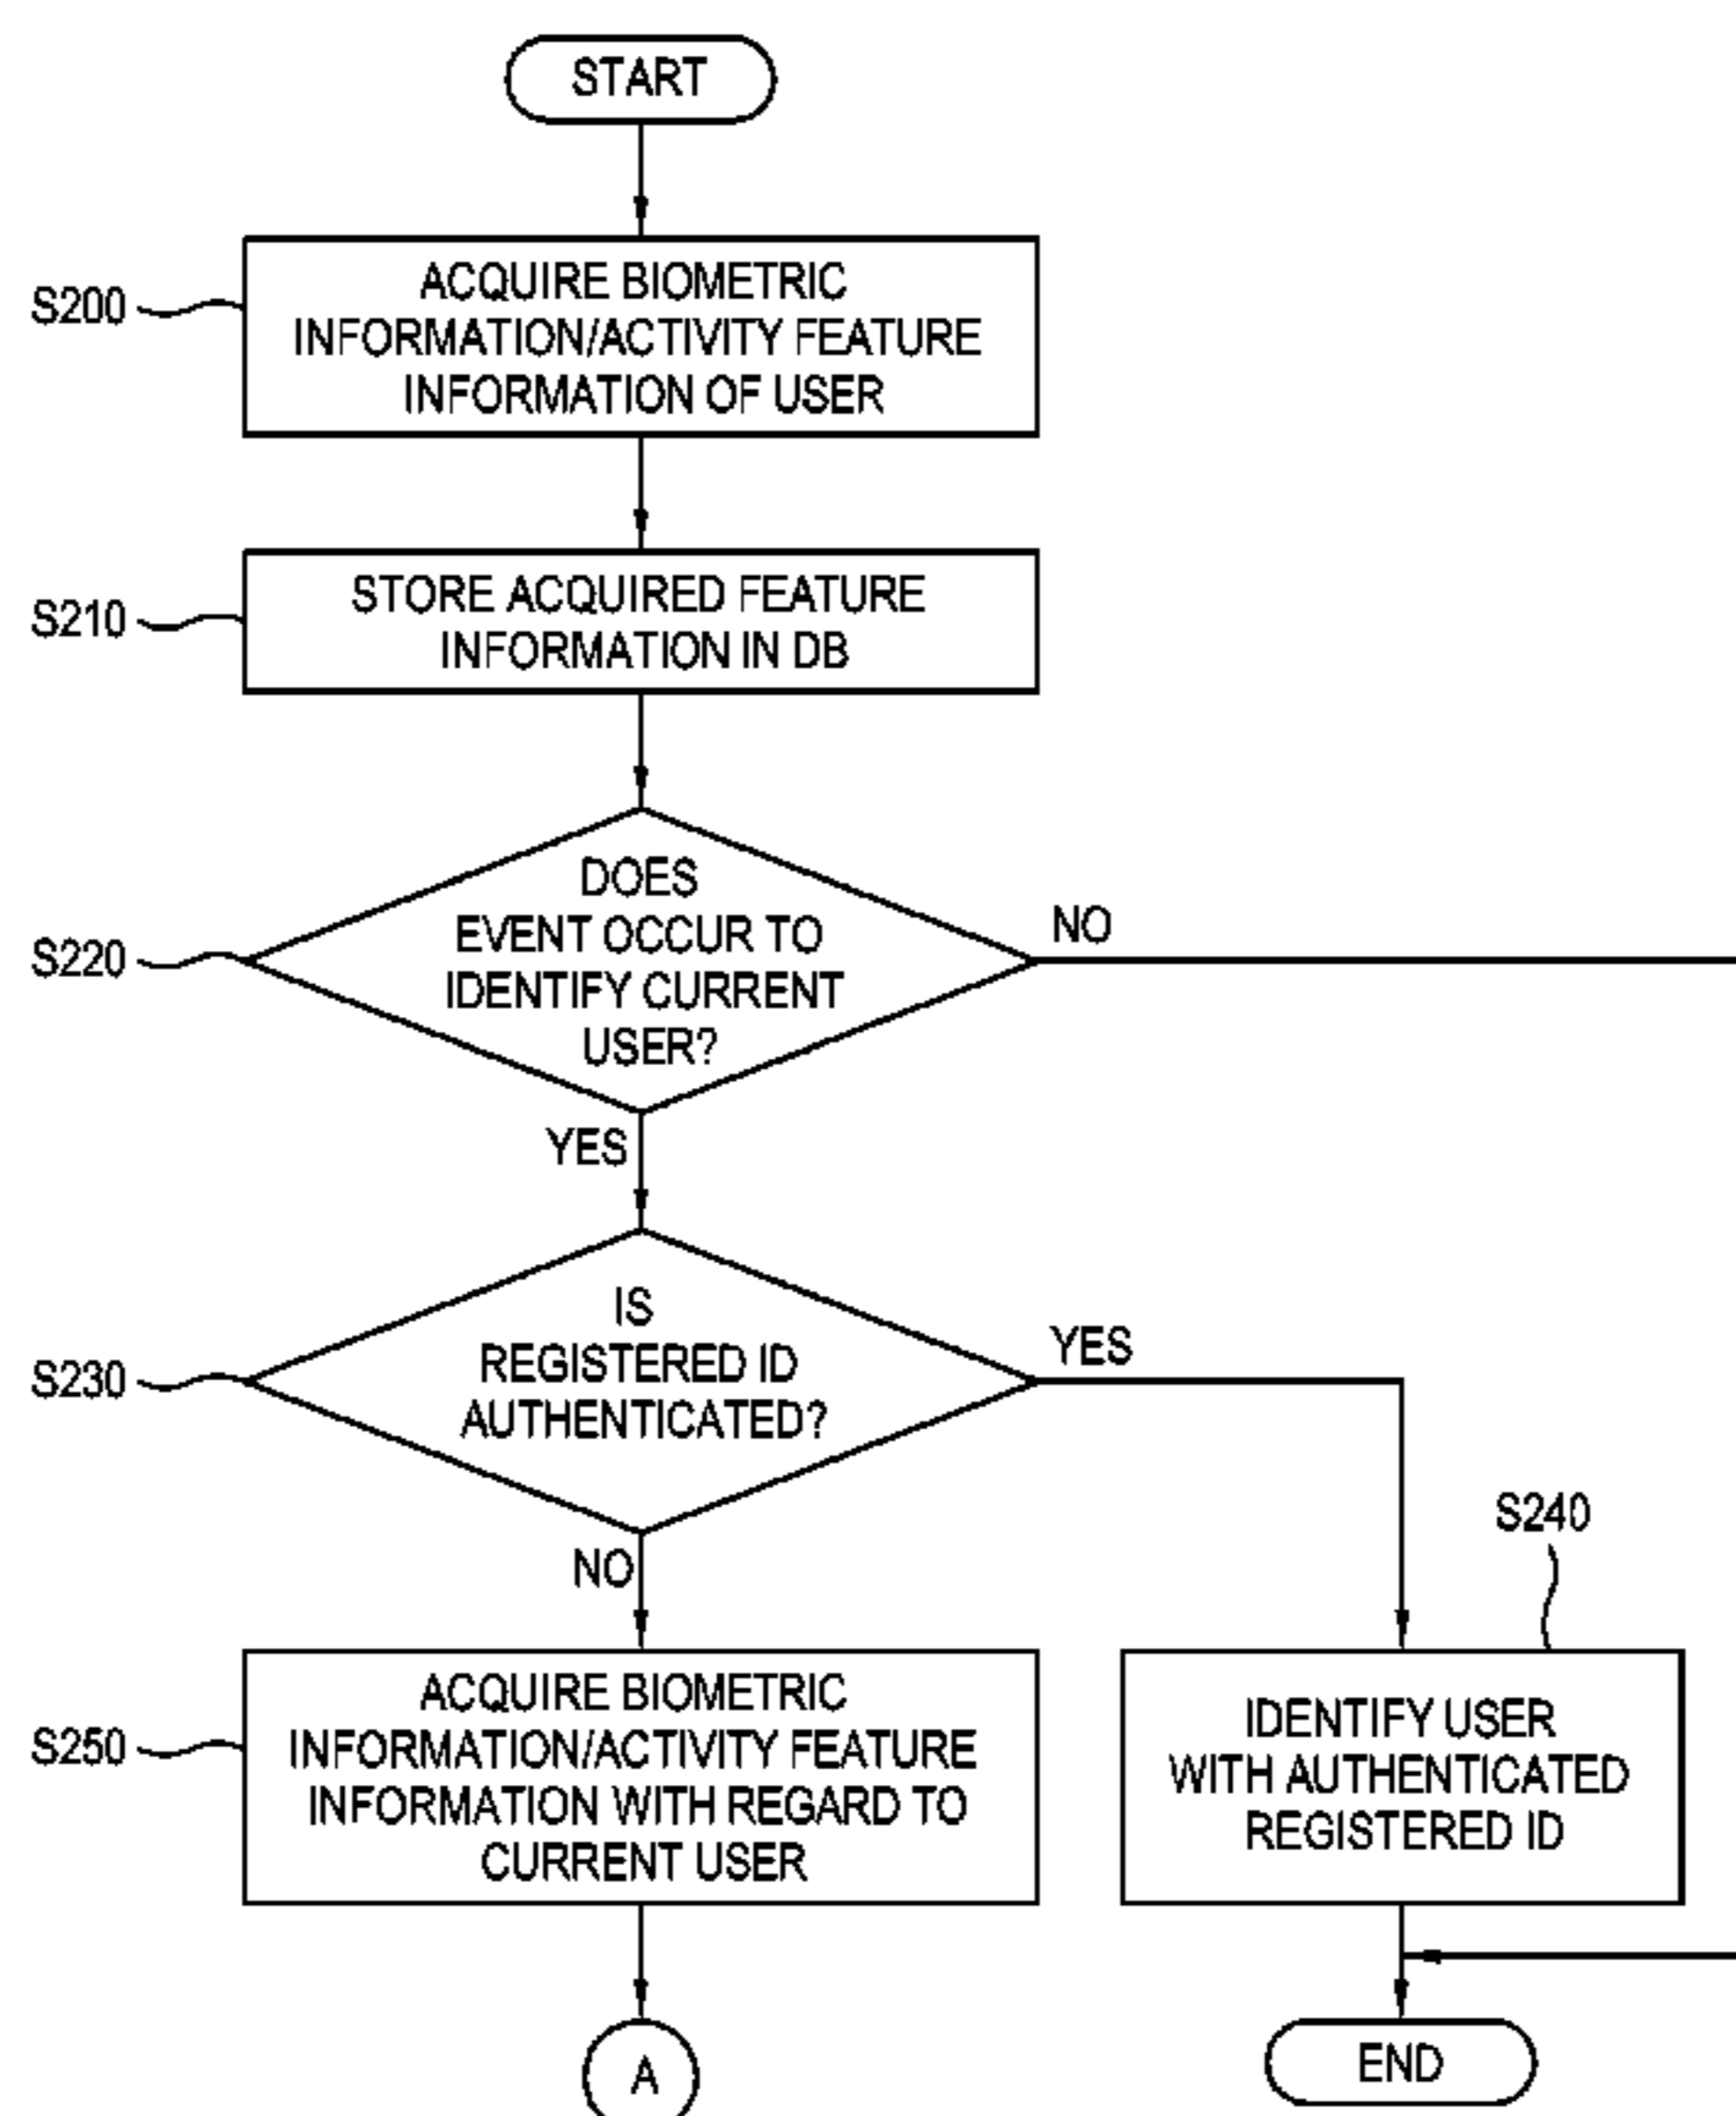 START
S200
ACQUIRE BIOMETRIC
INFORMATION/ACTIVITY FEATURE
INFORMATION OF USER
S210
STORE ACQUIRED FEATURE
INFORMATION IN DB
S220
DOES
EVENT OCCUR TO
IDENTIFY CURRENT
USER?
NO
YES
S230
IS
REGISTERED ID
AUTHENTICATED?
YES
NO
S240
S250
ACQUIRE BIOMETRIC
INFORMATION/ACTIVITY FEATURE
INFORMATION WITH REGARD TO
CURRENT USER
IDENTIFY USER
WITH AUTHENTICATED
REGISTERED ID
A
END